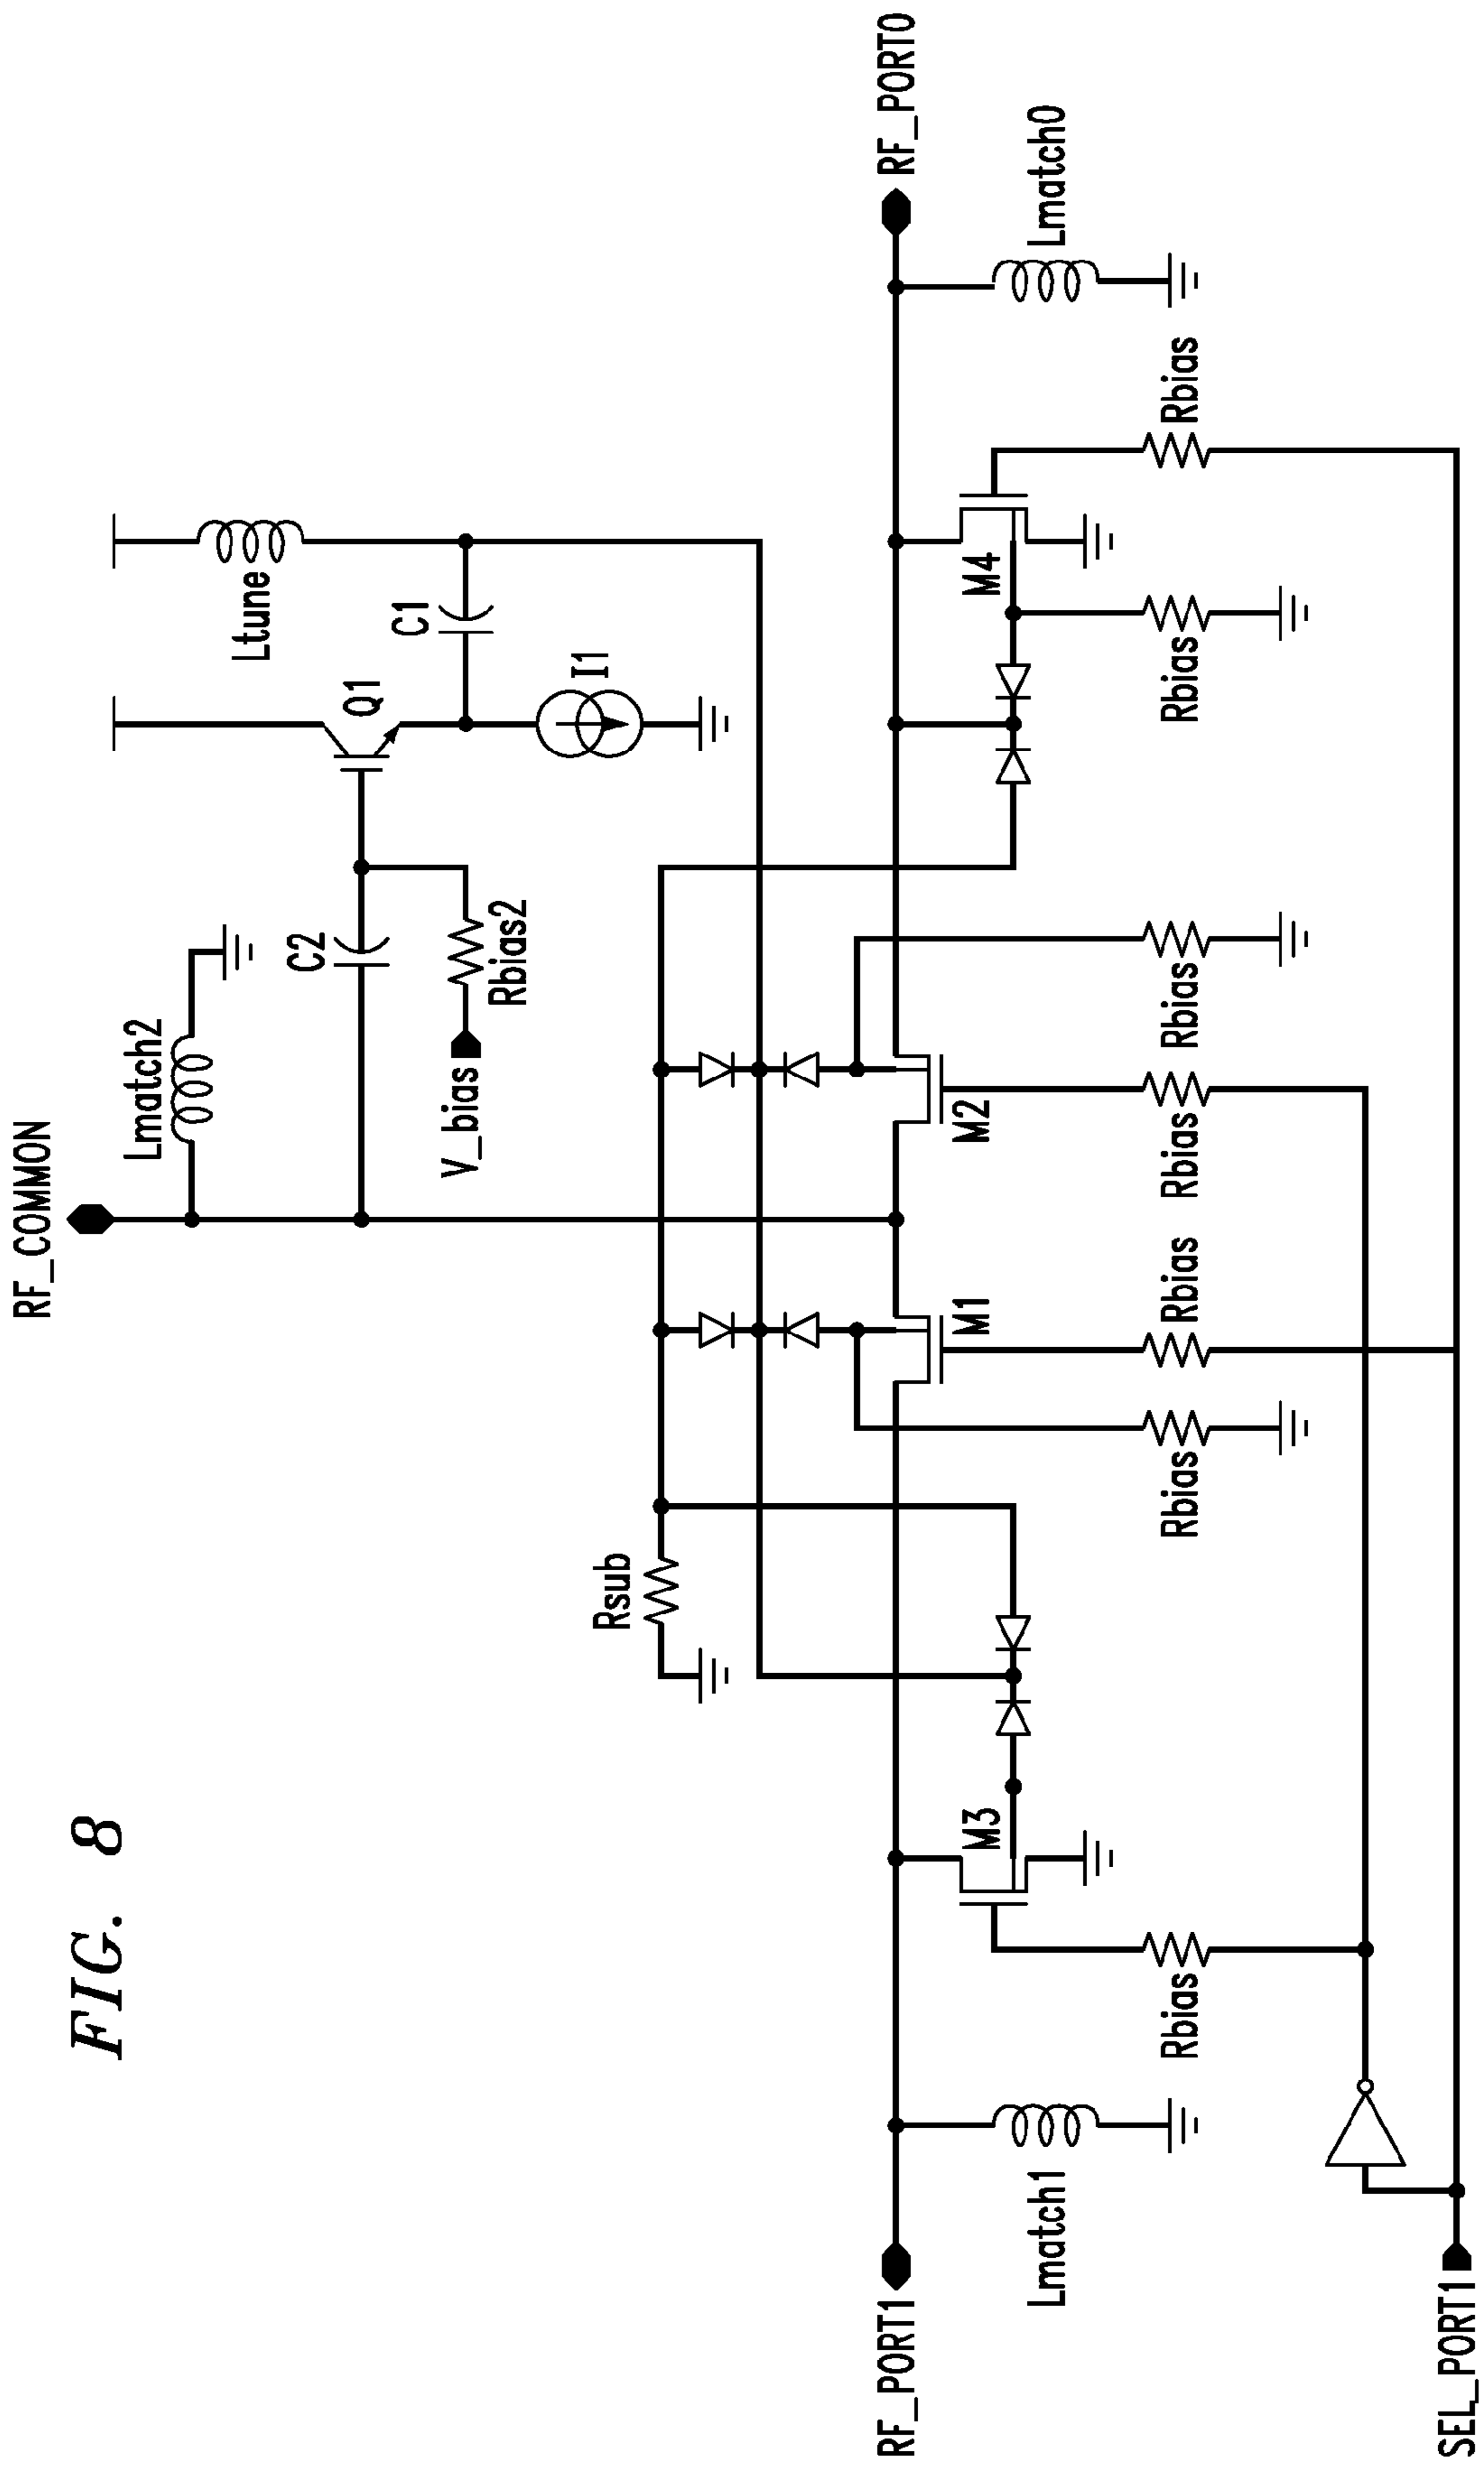 FIG. 8
RF_COMMON
Lmatch2
C2
Q1
Ltune
C1
V_bias
Rbias2
I1
Rsub
RF_PORT1
RF_PORT0
M3
M1
M2
M4
Lmatch1
Lmatch0
Rbias
Rbias
Rbias
Rbias
Rbias
Rbias
Rbias
SEL_PORT1